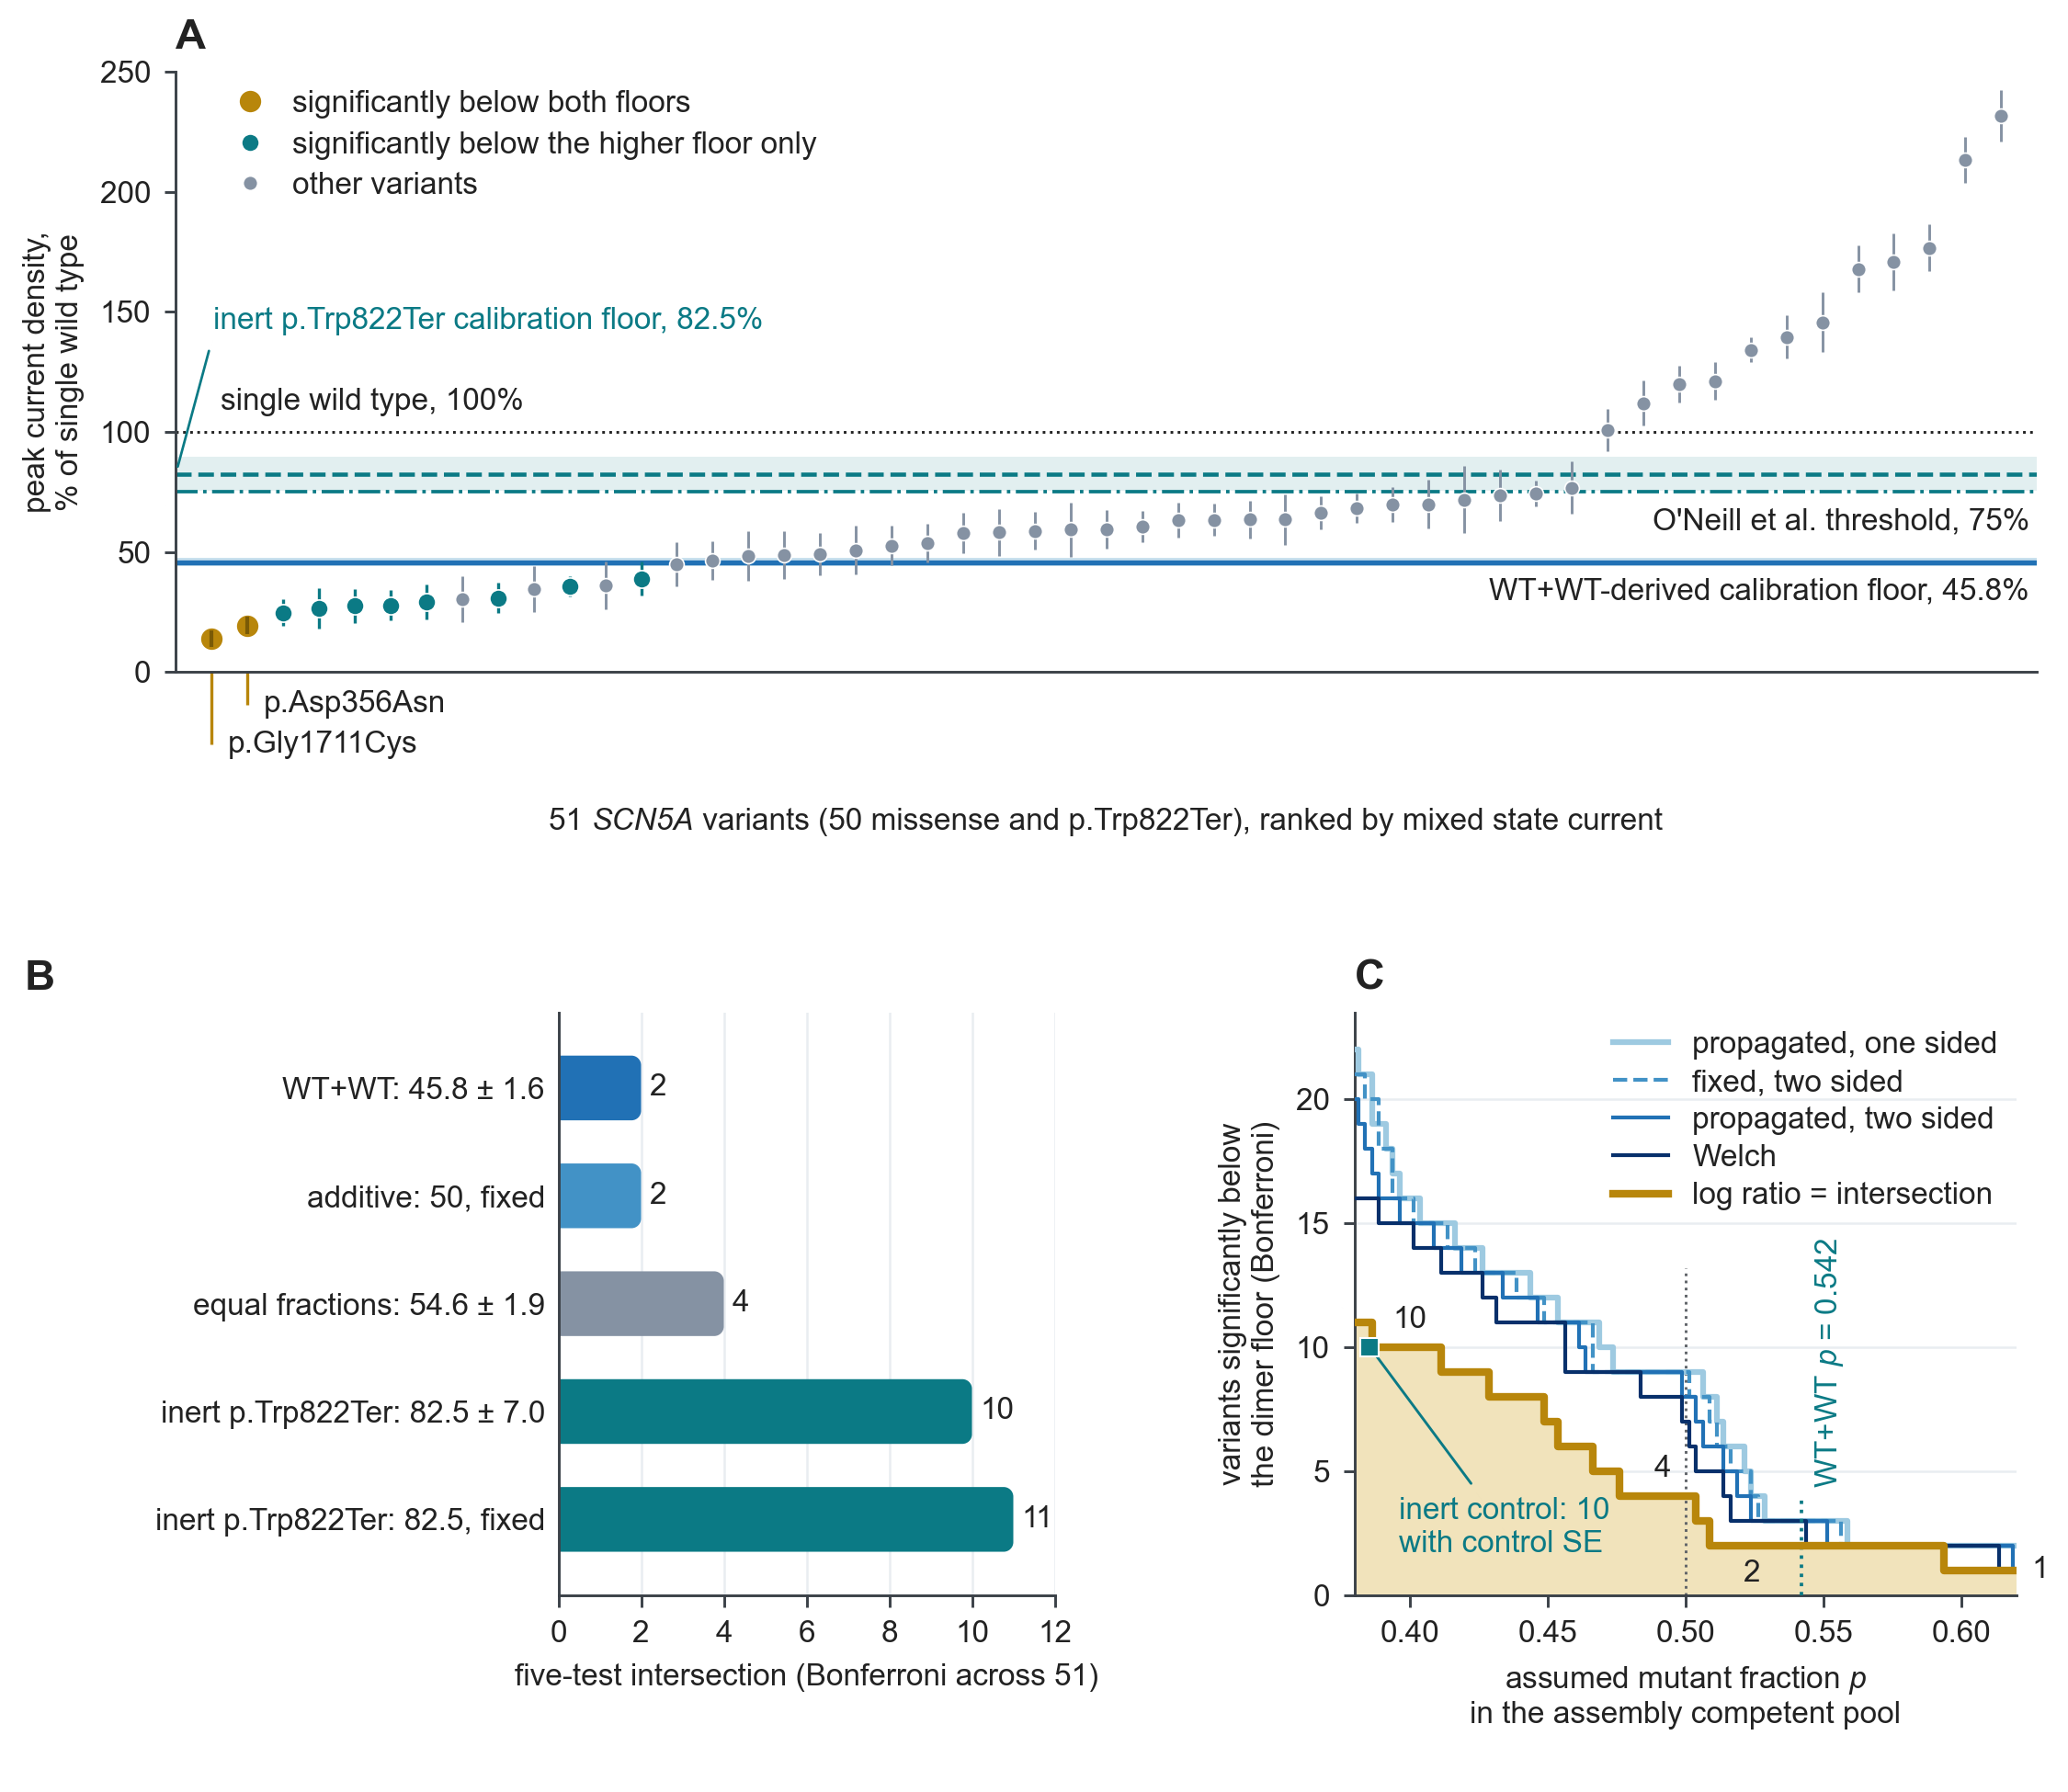 A
250
200
150
100
50
0
peak current density,
% of single wild type
significantly below both floors
significantly below the higher floor only
other variants
inert p.Trp822Ter calibration floor, 82.5%
single wild type, 100%
O'Neill et al. threshold, 75%
WT+WT-derived calibration floor, 45.8%
p.Asp356Asn
p.Gly1711Cys
51 SCN5A variants (50 missense and p.Trp822Ter), ranked by mixed state current
B
WT+WT: 45.8 ± 1.6
2
additive: 50, fixed
2
equal fractions: 54.6 ± 1.9
4
inert p.Trp822Ter: 82.5 ± 7.0
10
inert p.Trp822Ter: 82.5, fixed
11
0 2 4 6 8 10 12
five-test intersection (Bonferroni across 51)
C
variants significantly below
the dimer floor (Bonferroni)
20
15
10
5
0
propagated, one sided
fixed, two sided
propagated, two sided
Welch
log ratio = intersection
WT+WT p = 0.542
10
4
inert control: 10
with control SE
2
1
0.40 0.45 0.50 0.55 0.60
assumed mutant fraction p
in the assembly competent pool